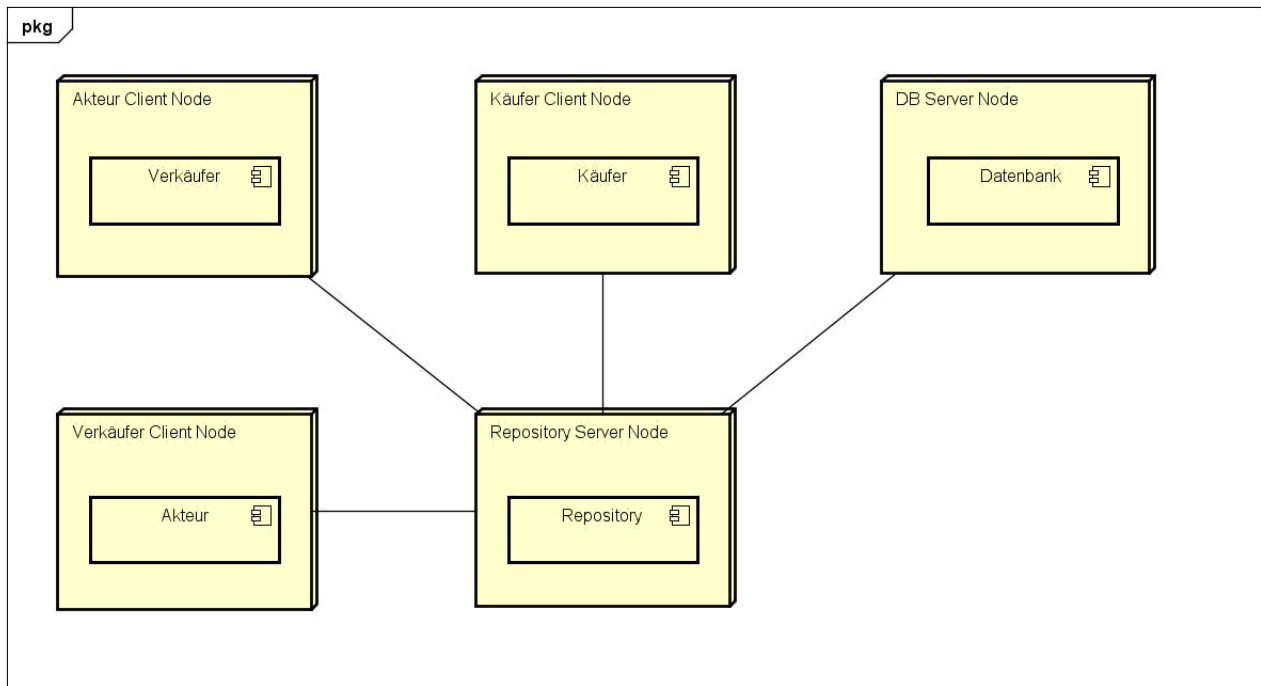 pkg
Akteur Client Node
Verkäufer
Käufer Client Node
Käufer
DB Server Node
Datenbank
Verkäufer Client Node
Akteur
Repository Server Node
Repository